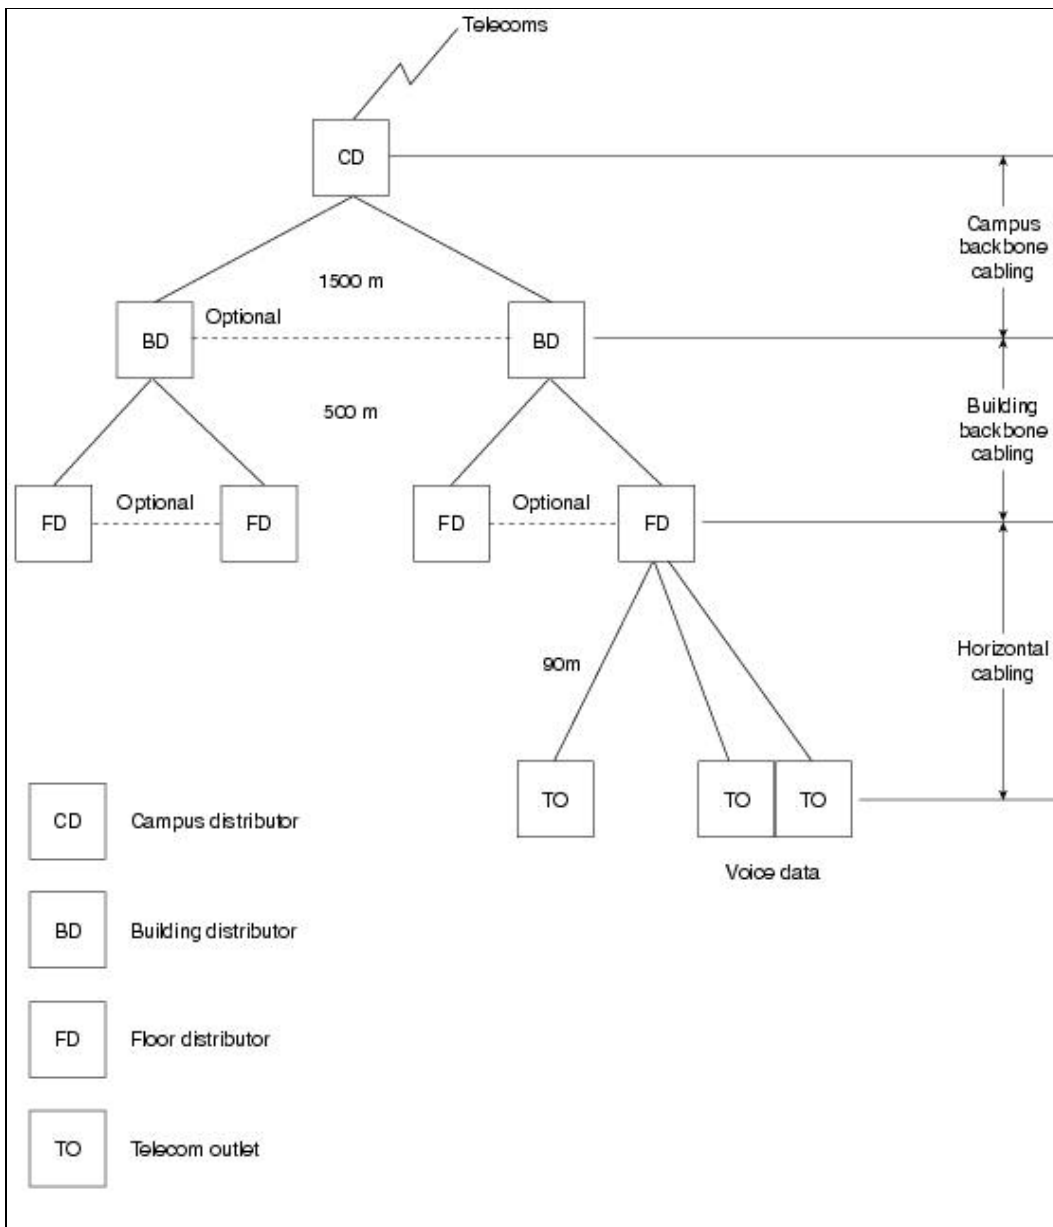 Telecoms
CD
Campus
backbone
cabling
1500 m
Optional
BD
BD
500 m
Building
backbone
cabling
Optional
Optional
FD
FD
FD
FD
90m
Horizontal
cabling
TO
TO
TO
Voice data
CD
Campus distributor
BD
Building distributor
FD
Floor distributor
TO
Telecom outlet